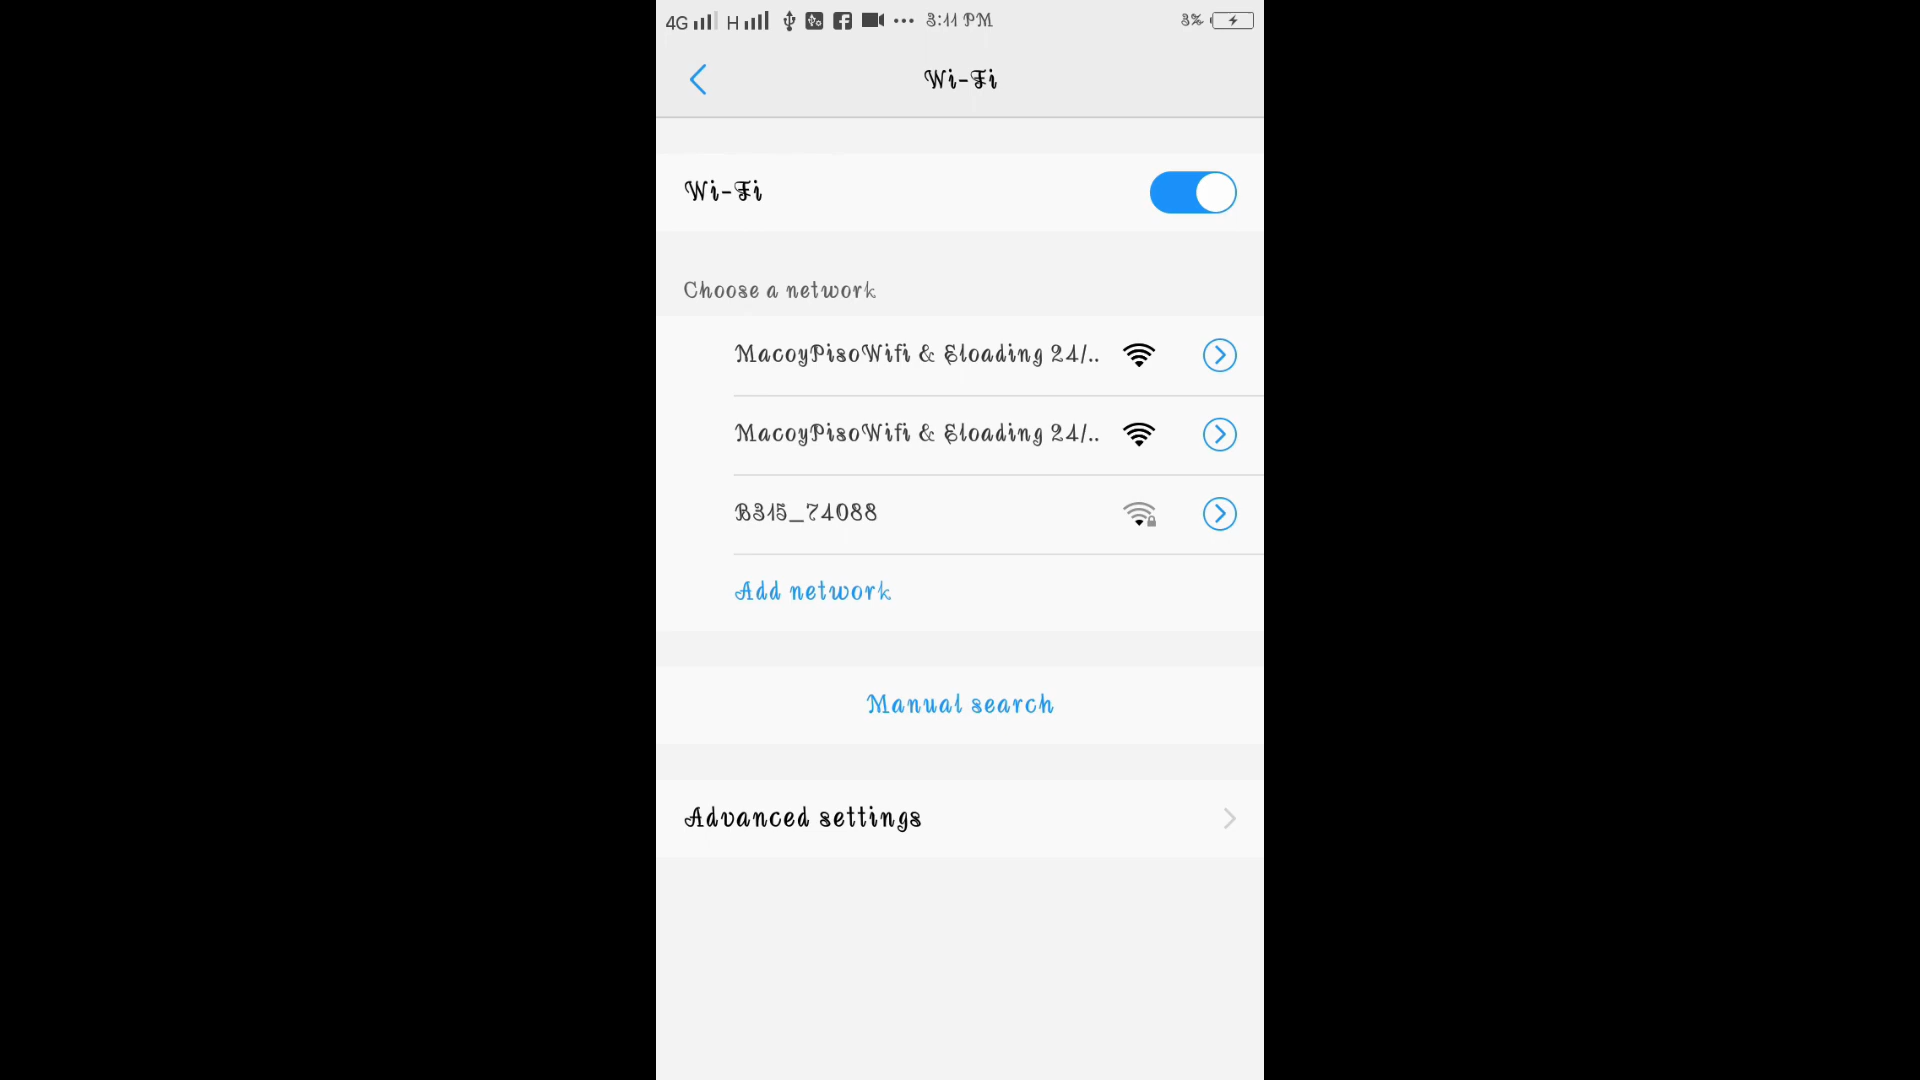 4G H 3:11 PM 3%
Wi-Fi
Wi-Fi
Choose a network
MacoyPisoWifi & Eloading 24/..
MacoyPisoWifi & Eloading 24/..
B315_74088
Add network
Manual search
Advanced settings